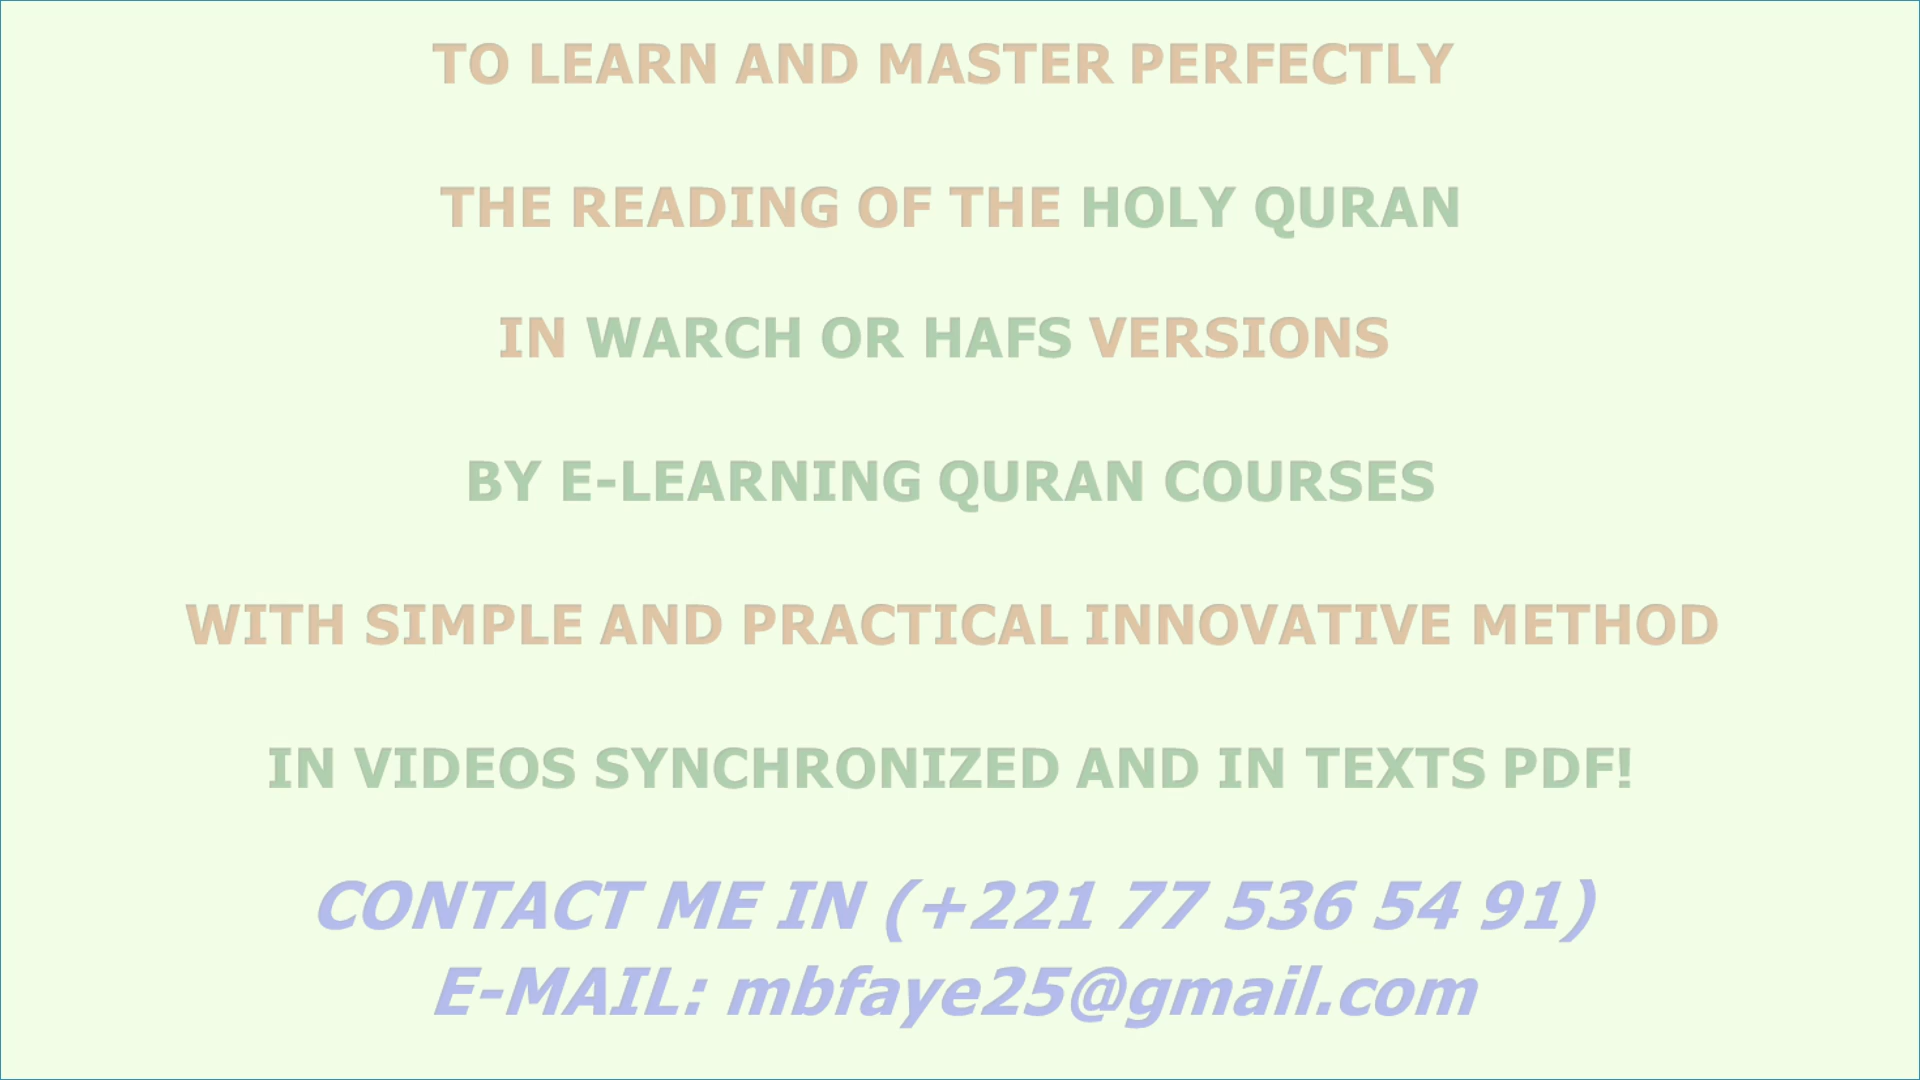 TO LEARN AND MASTER PERFECTLY
THE READING OF THE HOLY QURAN
IN WARCH OR HAFS VERSIONS
BY E-LEARNING QURAN COURSES
WITH SIMPLE AND PRACTICAL INNOVATIVE METHOD
IN VIDEOS SYNCHRONIZED AND IN TEXTS PDF!
CONTACT ME IN (+221 77 536 54 91)
E-MAIL: mbfaye25@gmail.com